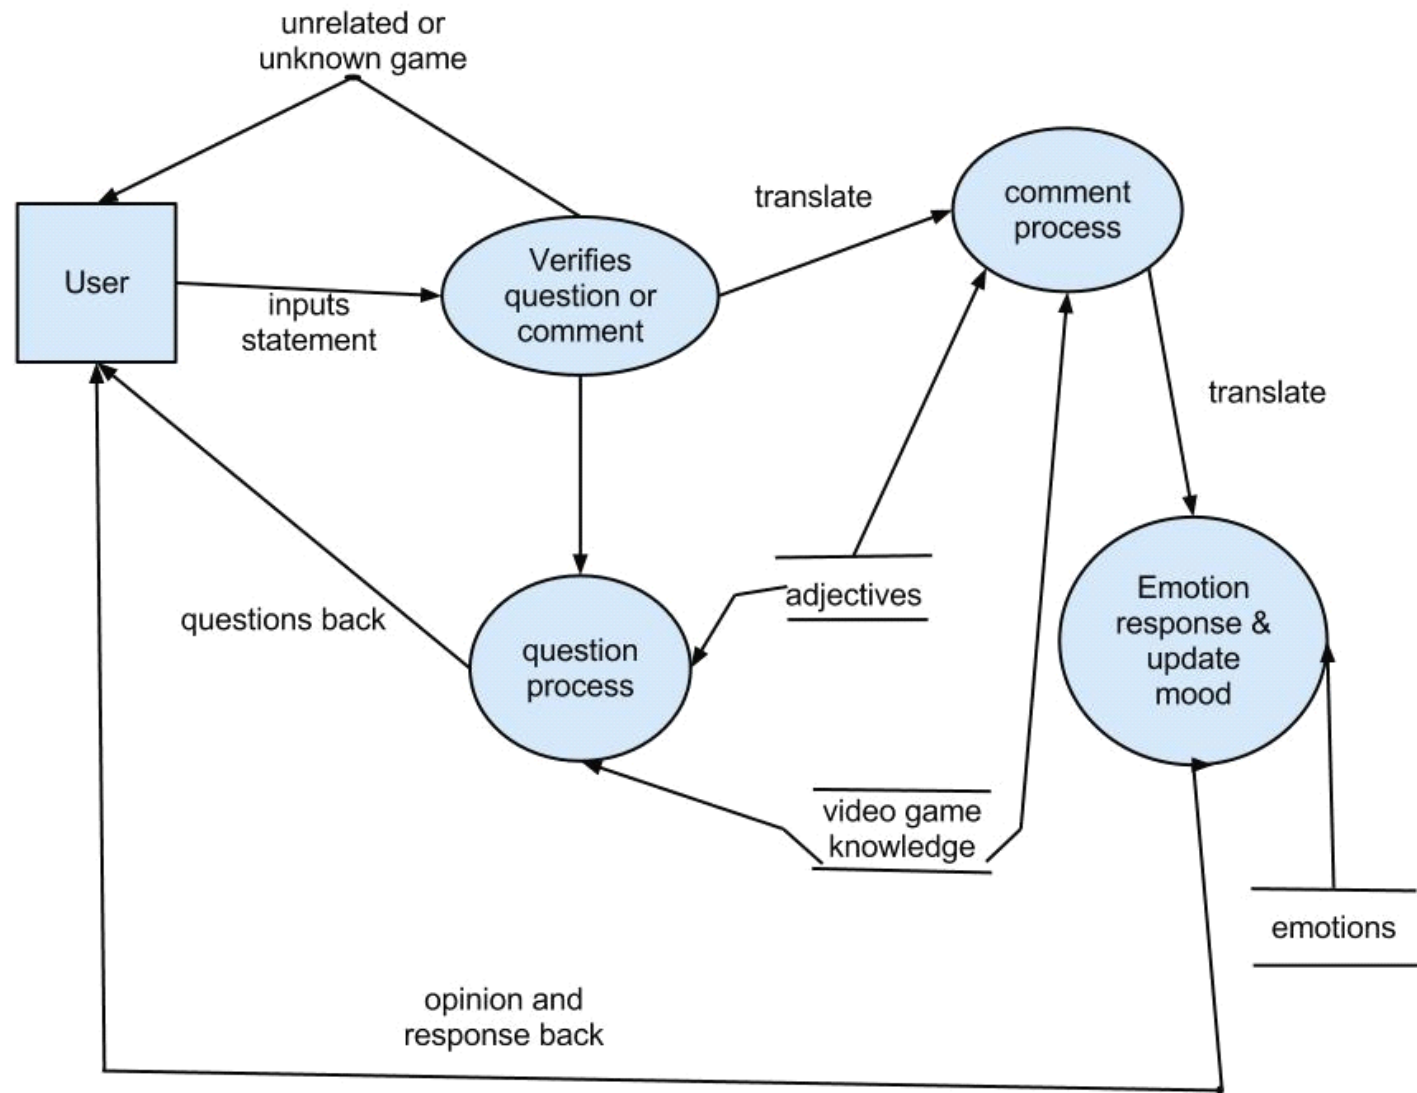 unrelated or
unknown game
comment
process
translate
User
Verifies
question or
comment
inputs
statement
translate
adjectives
Emotion
response &
update
mood
questions back
question
process
video game
knowledge
emotions
opinion and
response back